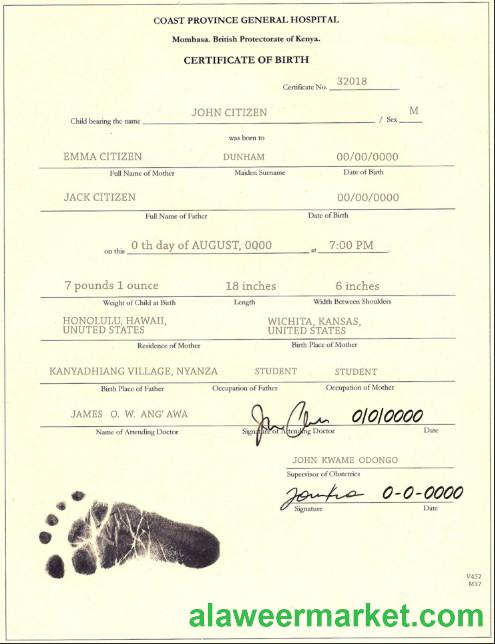 COAST PROVINCE GENERAL HOSPITAL
Mombasa. British Protectorate of Kenya.
CERTIFICATE OF BIRTH
Certificate No. 32018
Child bearing the name JOHN CITIZEN / Sex M
was born to
EMMA CITIZEN DUNHAM 00/00/0000
Full Name of Mother Maiden Surname Date of Birth
JACK CITIZEN 00/00/0000
Full Name of Father Date of Birth
on this 0 th day of AUGUST, 0000 at 7:00 PM
7 pounds 1 ounce 18 inches 6 inches
Weight of Child at Birth Length Width Between Shoulders
HONOLULU, HAWAII, WICHITA, KANSAS,
UNUTED STATES UNITED STATES
Residence of Mother Birth Place of Mother
KANYADHIANG VILLAGE, NYANZA STUDENT STUDENT
Birth Place of Father Occupation of Father Occupation of Mother
JAMES O. W. ANG' AWA 0/0/0000
Name of Attending Doctor Signature of Attending Doctor Date
JOHN KWAME ODONGO
Supervisor of Obstetrics
0-0-0000
Signature Date
V452
M37
alaweermarket.com